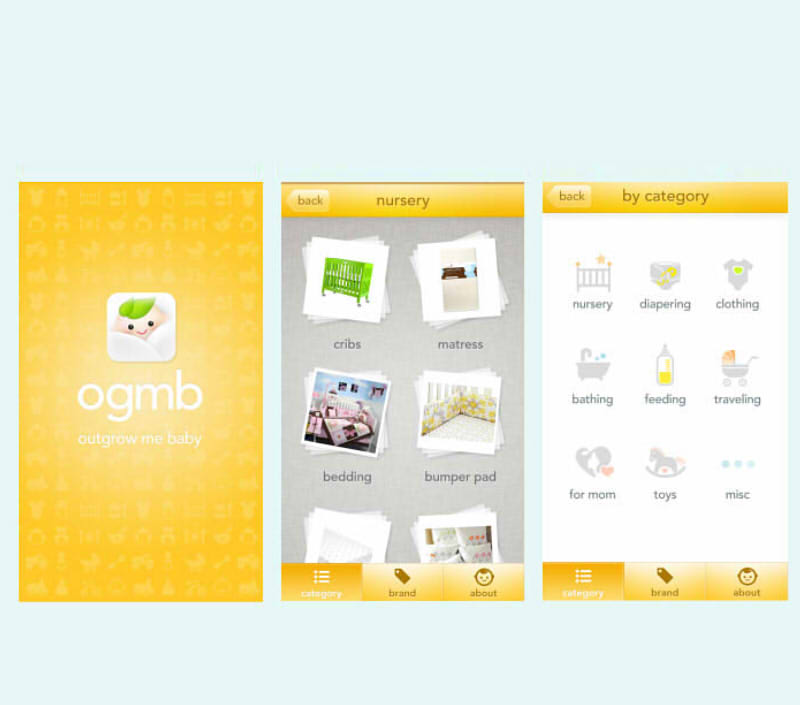 ogmb
outgrow me baby
back
nursery
cribs
matress
bedding
bumper pad
category
brand
about
back
by category
nursery
diapering
clothing
bathing
feeding
traveling
for mom
toys
misc
category
brand
about